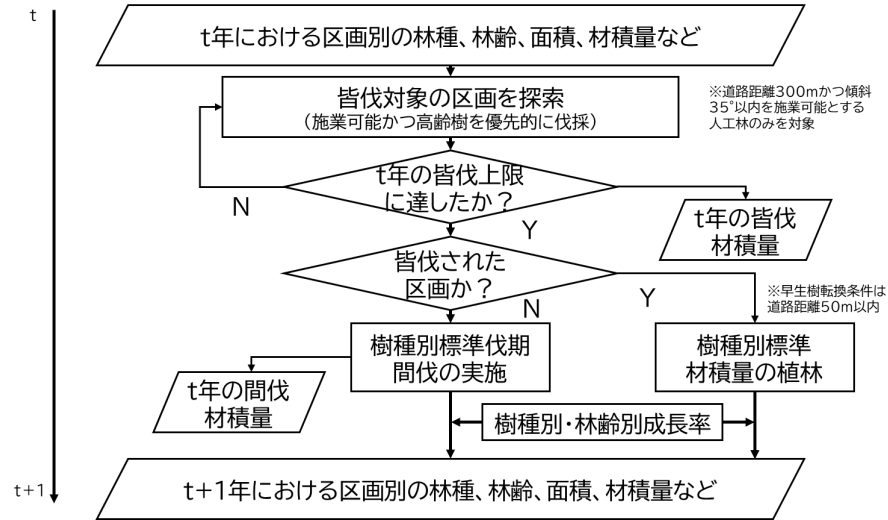 t
t年における区画別の林種、林齢、面積、材積量など
皆伐対象の区画を探索
（施業可能かつ高齢樹を優先的に伐採）
※道路距離300mかつ傾斜
35°以内を施業可能とする
人工林のみを対象
t年の皆伐上限
に達したか？
N
Y
t年の皆伐
材積量
皆伐された
区画か？
N
Y
※早生樹転換条件は
道路距離50m以内
樹種別標準伐期
間伐の実施
樹種別標準
材積量の植林
t年の間伐
材積量
樹種別・林齢別成長率
t+1
t+1年における区画別の林種、林齢、面積、材積量など